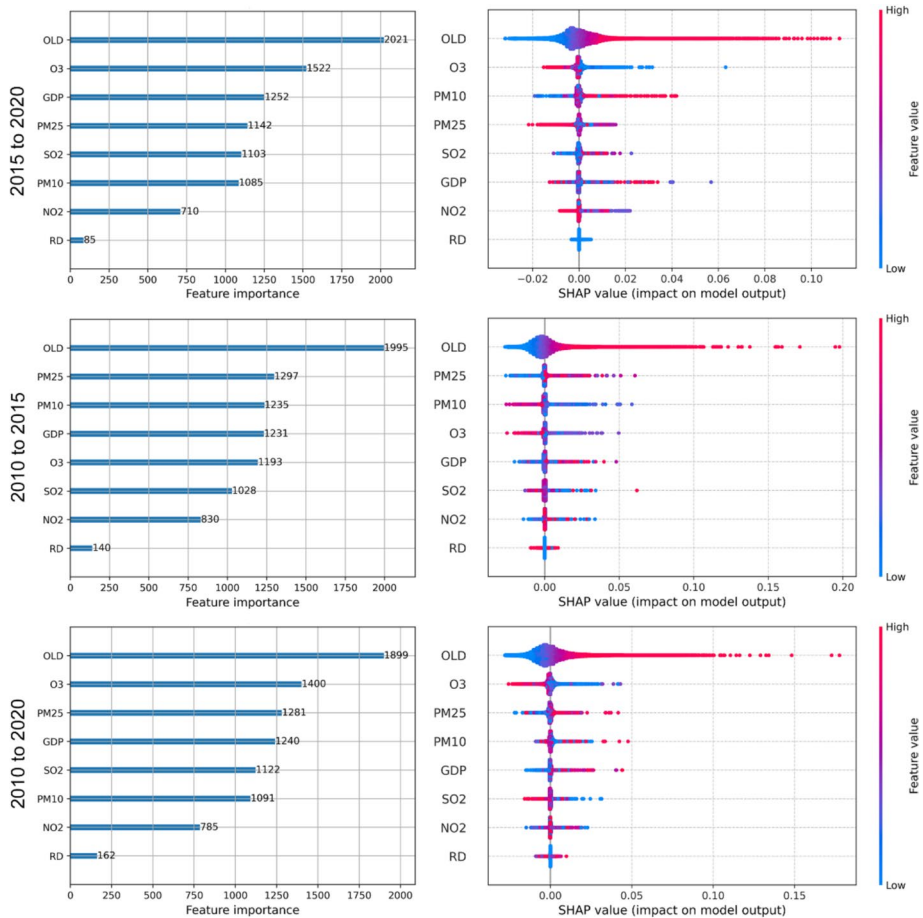 2015 to 2020
OLD 2021
O3 1522
GDP 1252
PM25 1142
SO2 1103
PM10 1085
NO2 710
RD 85
0 250 500 750 1000 1250 1500 1750 2000
Feature importance
OLD
O3
PM10
PM25
SO2
GDP
NO2
RD
−0.02 0.00 0.02 0.04 0.06 0.08 0.10
SHAP value (impact on model output)
High
Feature value
Low
2010 to 2015
OLD 1995
PM25 1297
PM10 1235
GDP 1231
O3 1193
SO2 1028
NO2 830
RD 140
0 250 500 750 1000 1250 1500 1750 2000
Feature importance
OLD
PM25
PM10
O3
GDP
SO2
NO2
RD
0.00 0.05 0.10 0.15 0.20
SHAP value (impact on model output)
High
Feature value
Low
2010 to 2020
OLD 1899
O3 1400
PM25 1281
GDP 1240
SO2 1122
PM10 1091
NO2 785
RD 162
0 250 500 750 1000 1250 1500 1750 2000
Feature importance
OLD
O3
PM25
PM10
GDP
SO2
NO2
RD
0.00 0.05 0.10 0.15
SHAP value (impact on model output)
High
Feature value
Low